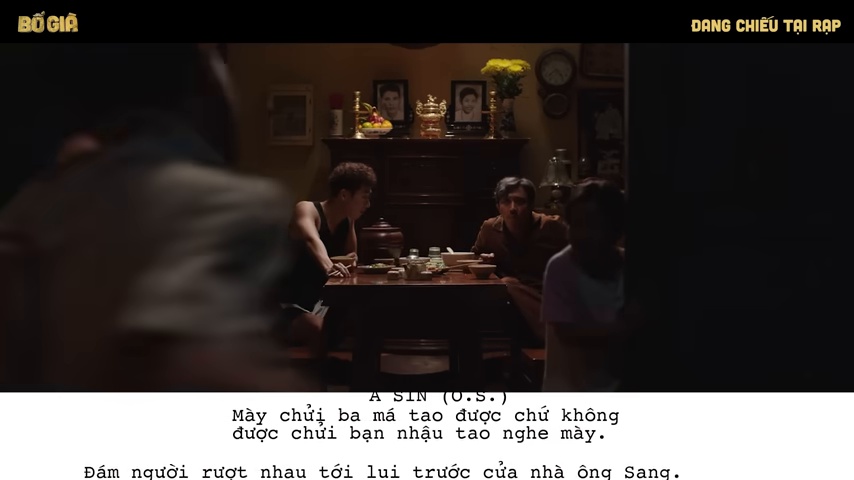 BỐ GIÀ
ĐANG CHIẾU TẠI RẠP
A SIN (O.S.)
Mày chửi ba má tao được chứ không
được chửi bạn nhậu tao nghe mày.
Đám người rượt nhau tới lui trước cửa nhà ông Sang.